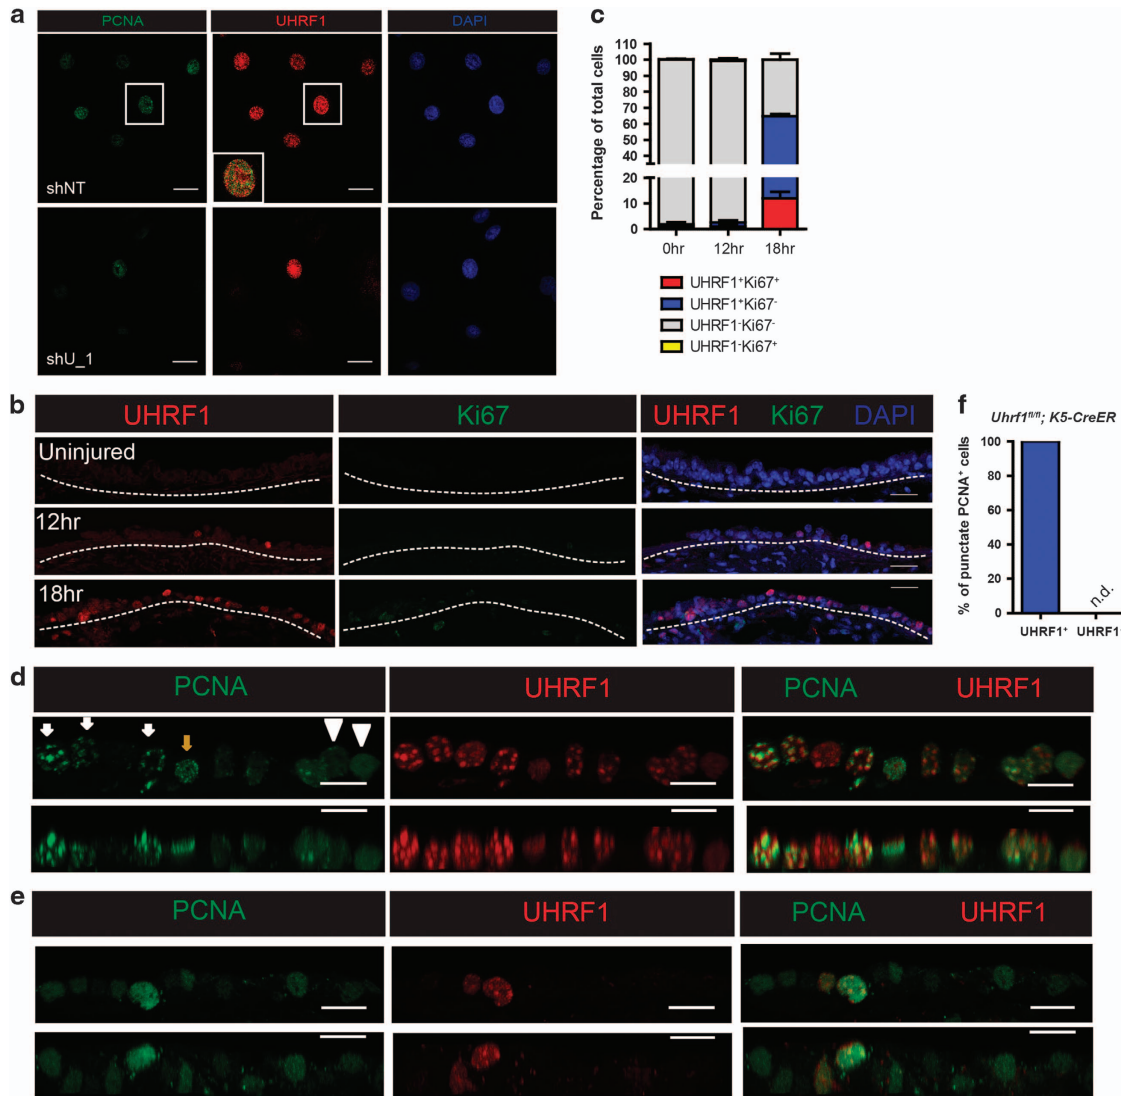 a
PCNA UHRF1 DAPI
shNT
shU_1
c
Percentage of total cells
110
100
90
80
70
60
50
40
20
10
0
0hr 12hr 18hr
UHRF1⁺Ki67⁺
UHRF1⁺Ki67⁻
UHRF1⁻Ki67⁻
UHRF1⁻Ki67⁺
b
UHRF1 Ki67 UHRF1 Ki67 DAPI
Uninjured
12hr
18hr
f
Uhrf1ᶠˡ/ᶠˡ; K5-CreER
% of punctate PCNA⁺ cells
100
80
60
40
20
0
n.d.
UHRF1⁺ UHRF1⁻
d
PCNA UHRF1 PCNA UHRF1
e
PCNA UHRF1 PCNA UHRF1